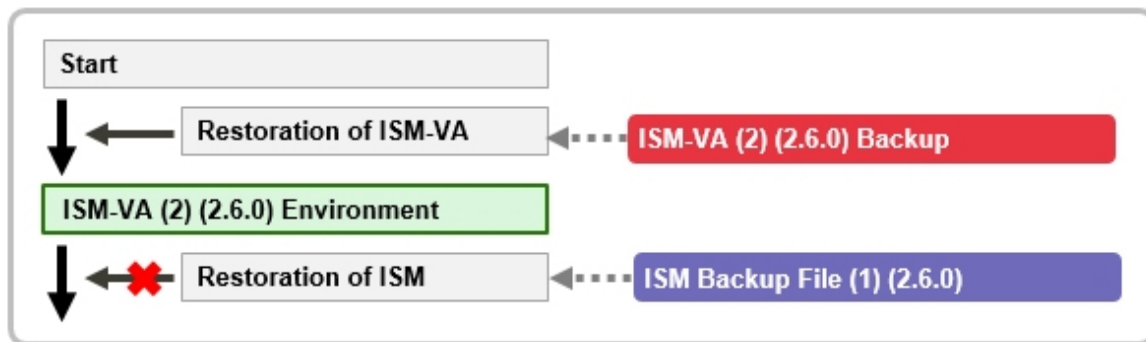 Start
Restoration of ISM-VA
ISM-VA (2) (2.6.0) Backup
ISM-VA (2) (2.6.0) Environment
Restoration of ISM
ISM Backup File (1) (2.6.0)